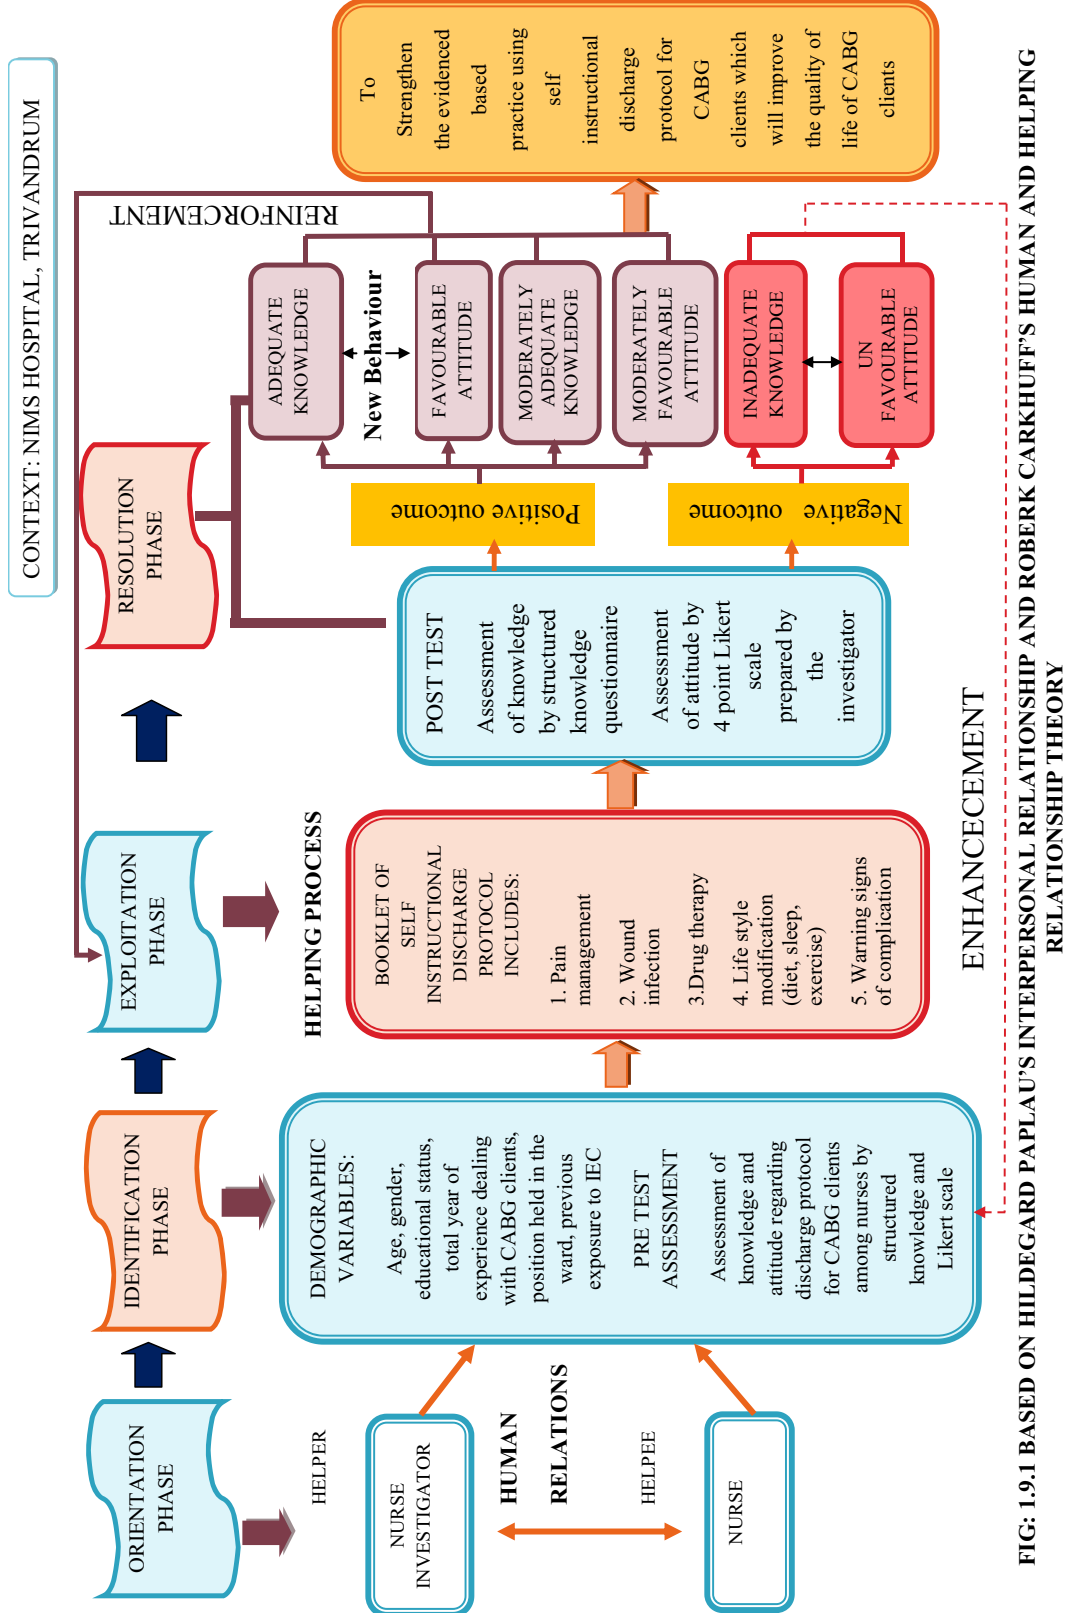 CONTEXT: NIMS HOSPITAL, TRIVANDRUM
ORIENTATION
PHASE
IDENTIFICATION
PHASE
EXPLOITATION
PHASE
RESOLUTION
PHASE
HELPER
NURSE
INVESTIGATOR
HUMAN
RELATIONS
HELPEE
NURSE
DEMOGRAPHIC
VARIABLES:
Age, gender,
educational status,
total year of
experience dealing
with CABG clients,
position held in the
ward, previous
exposure to IEC
PRE TEST
ASSESSMENT
Assessment of
knowledge and
attitude regarding
discharge protocol
for CABG clients
among nurses by
structured
knowledge and
Likert scale
HELPING PROCESS
BOOKLET OF
SELF
INSTRUCTIONAL
DISCHARGE
PROTOCOL
INCLUDES:
1. Pain
management
2. Wound
infection
3.Drug therapy
4. Life style
modification
(diet, sleep,
exercise)
5. Warning signs
of complication
POST TEST
Assessment
of knowledge
by structured
knowledge
questionnaire
Assessment
of attitude by
4 point Likert
scale
prepared by
the
investigator
Positive outcome
Negative
outcome
ADEQUATE
KNOWLEDGE
New Behaviour
FAVOURABLE
ATTITUDE
MODERATELY
ADEQUATE
KNOWLEDGE
MODERATELY
FAVOURABLE
ATTITUDE
INADEQUATE
KNOWLEDGE
UN
FAVOURABLE
ATTITUDE
REINFORCEMENT
To
Strengthen
the evidenced
based
practice using
self
instructional
discharge
protocol for
CABG
clients which
will improve
the quality of
life of CABG
clients
ENHANCECEMENT
FIG: 1.9.1 BASED ON HILDEGARD PAPLAU'S INTERPERSONAL RELATIONSHIP AND ROBERK CARKHUFF'S HUMAN AND HELPING
RELATIONSHIP THEORY